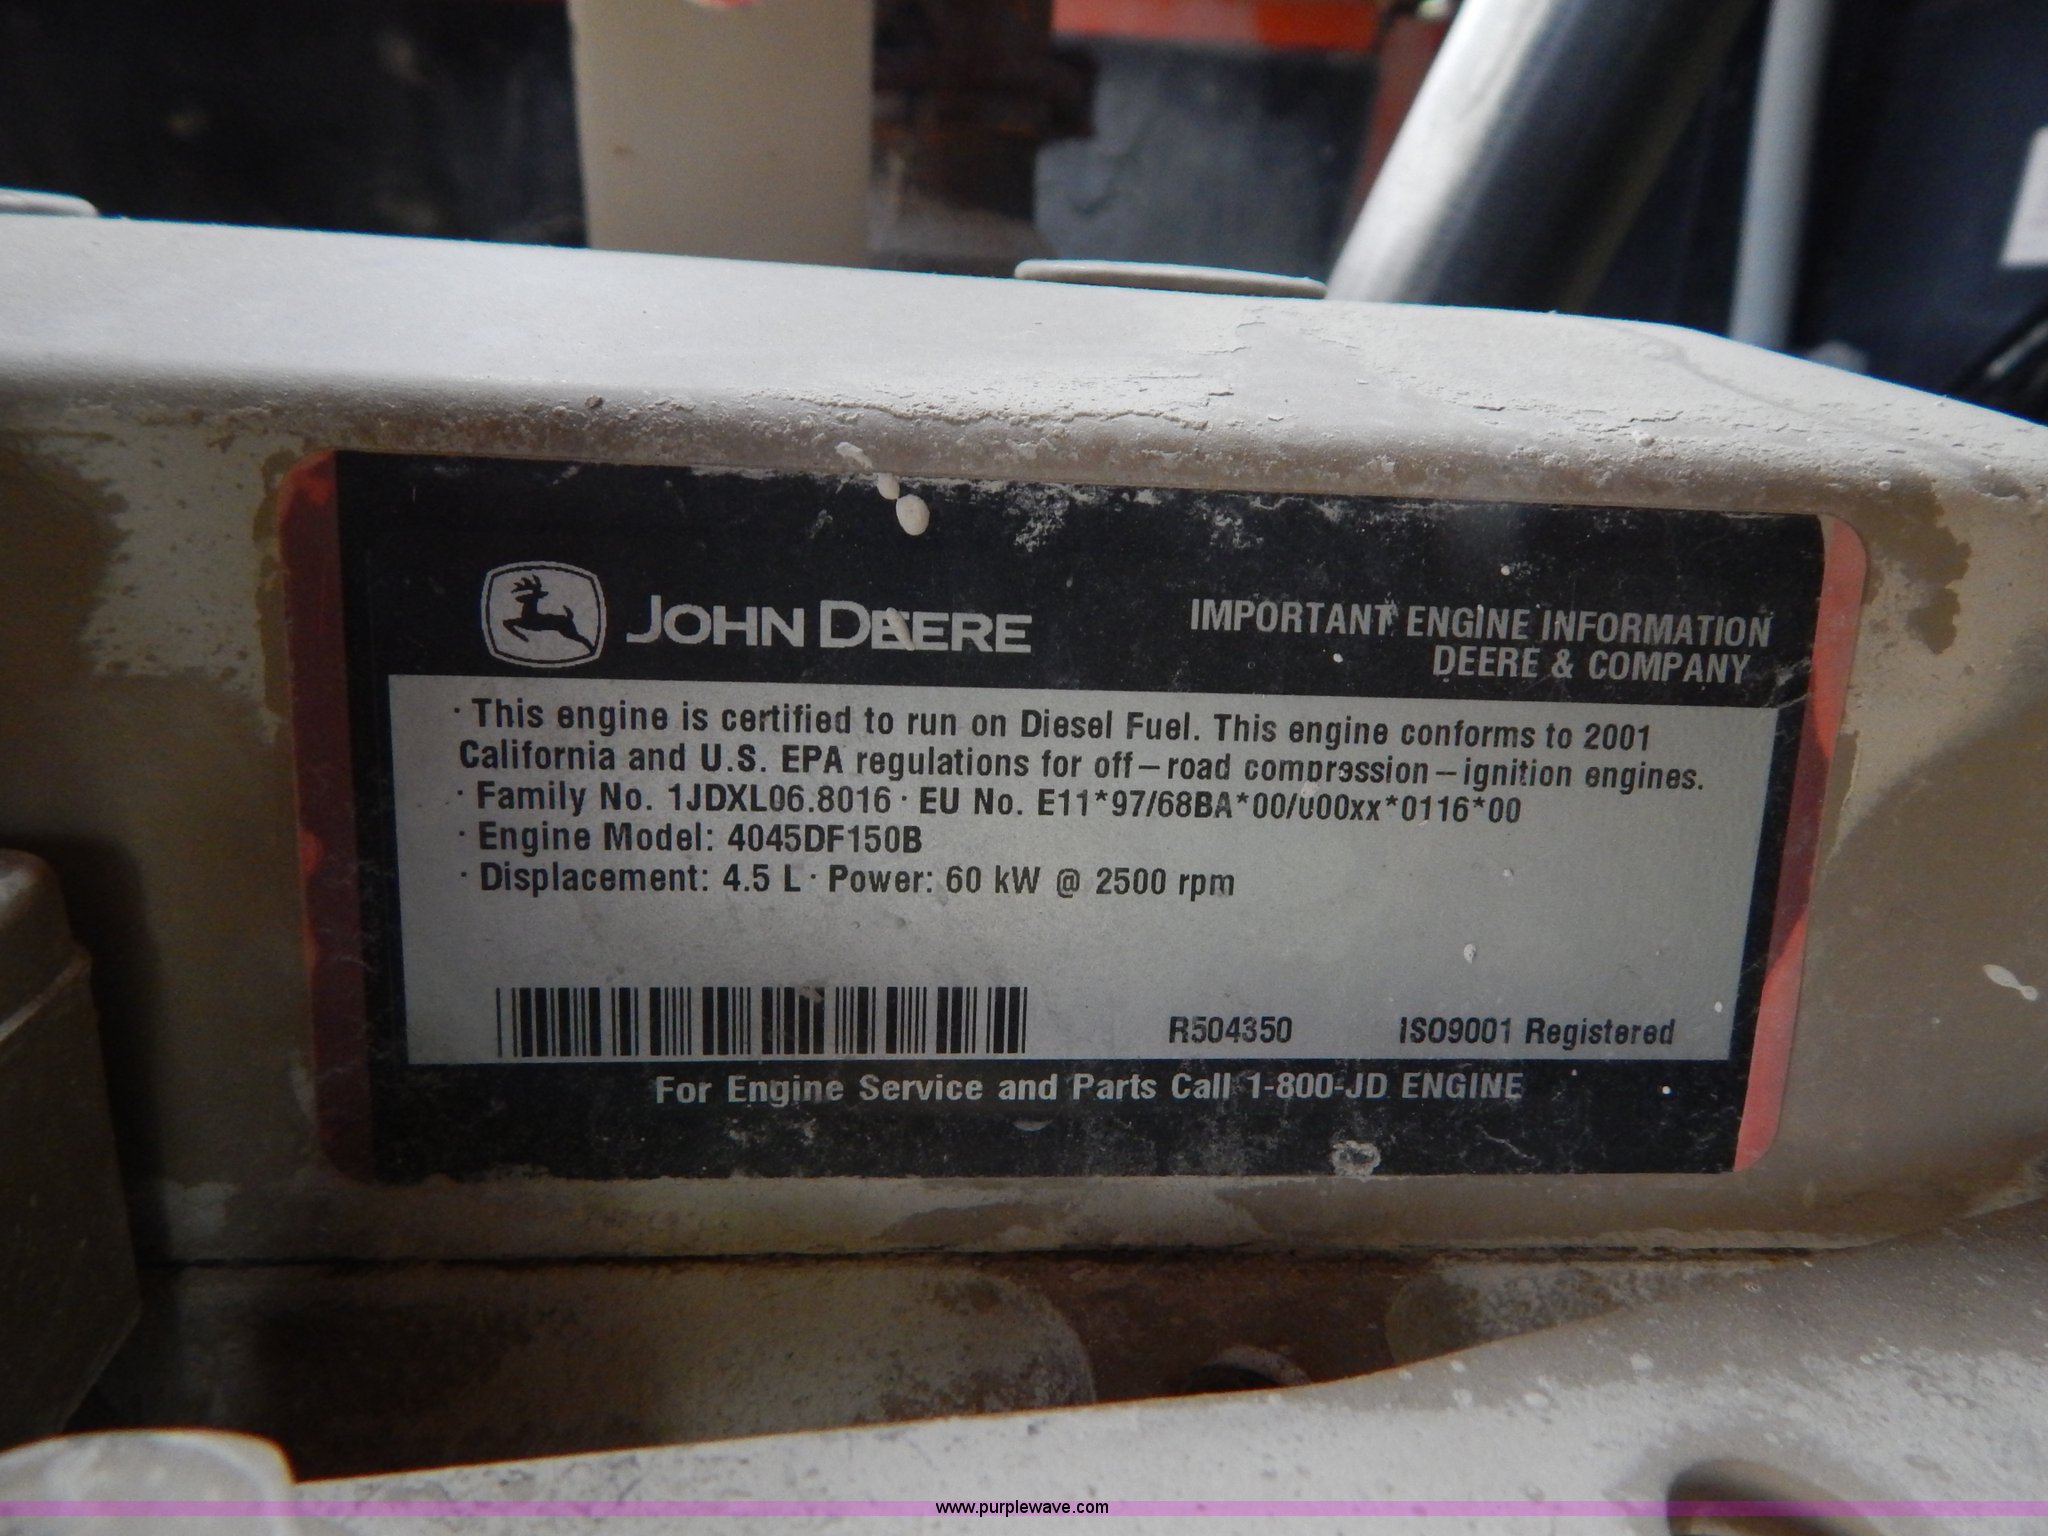 JOHN DEERE
IMPORTANT ENGINE INFORMATION
DEERE & COMPANY
· This engine is certified to run on Diesel Fuel. This engine conforms to 2001
California and U.S. EPA regulations for off-road compression-ignition engines.
· Family No. 1JDXL06.8016 · EU No. E11*97/68BA*00/000xx*0116*00
· Engine Model: 4045DF150B
· Displacement: 4.5 L · Power: 60 kW @ 2500 rpm
R504350 ISO9001 Registered
For Engine Service and Parts Call 1-800-JD ENGINE
www.purplewave.com